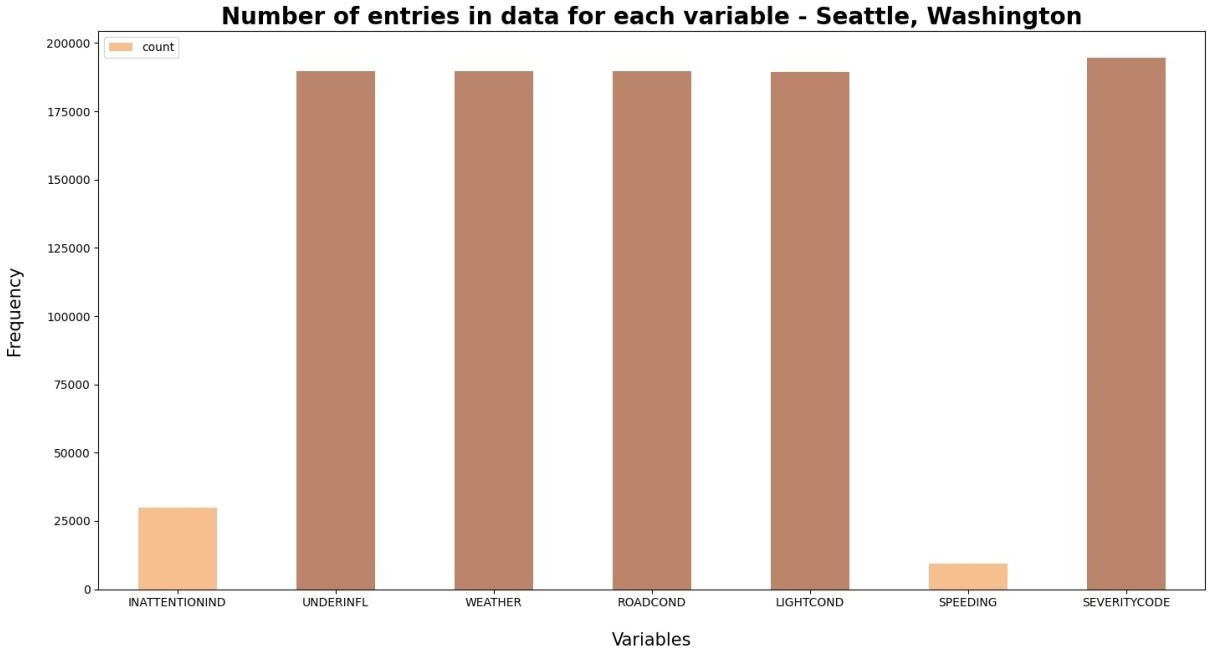 Number of entries in data for each variable - Seattle, Washington
count
200000
175000
150000
125000
100000
75000
50000
25000
0
Frequency
INATTENTIONIND UNDERINFL WEATHER ROADCOND LIGHTCOND SPEEDING SEVERITYCODE
Variables